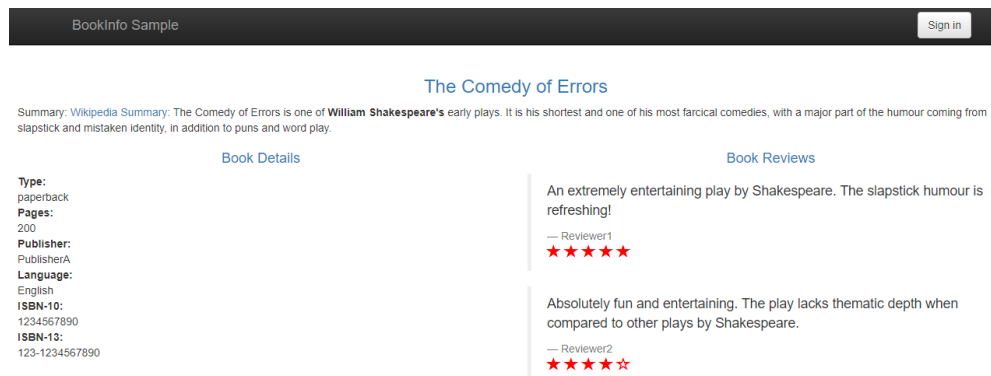 BookInfo Sample
Sign in
The Comedy of Errors
Summary: Wikipedia Summary: The Comedy of Errors is one of William Shakespeare's early plays. It is his shortest and one of his most farcical comedies, with a major part of the humour coming from
slapstick and mistaken identity, in addition to puns and word play.
Book Details
Type:
paperback
Pages:
200
Publisher:
PublisherA
Language:
English
ISBN-10:
1234567890
ISBN-13:
123-1234567890
Book Reviews
An extremely entertaining play by Shakespeare. The slapstick humour is
refreshing!
— Reviewer1
Absolutely fun and entertaining. The play lacks thematic depth when
compared to other plays by Shakespeare.
— Reviewer2